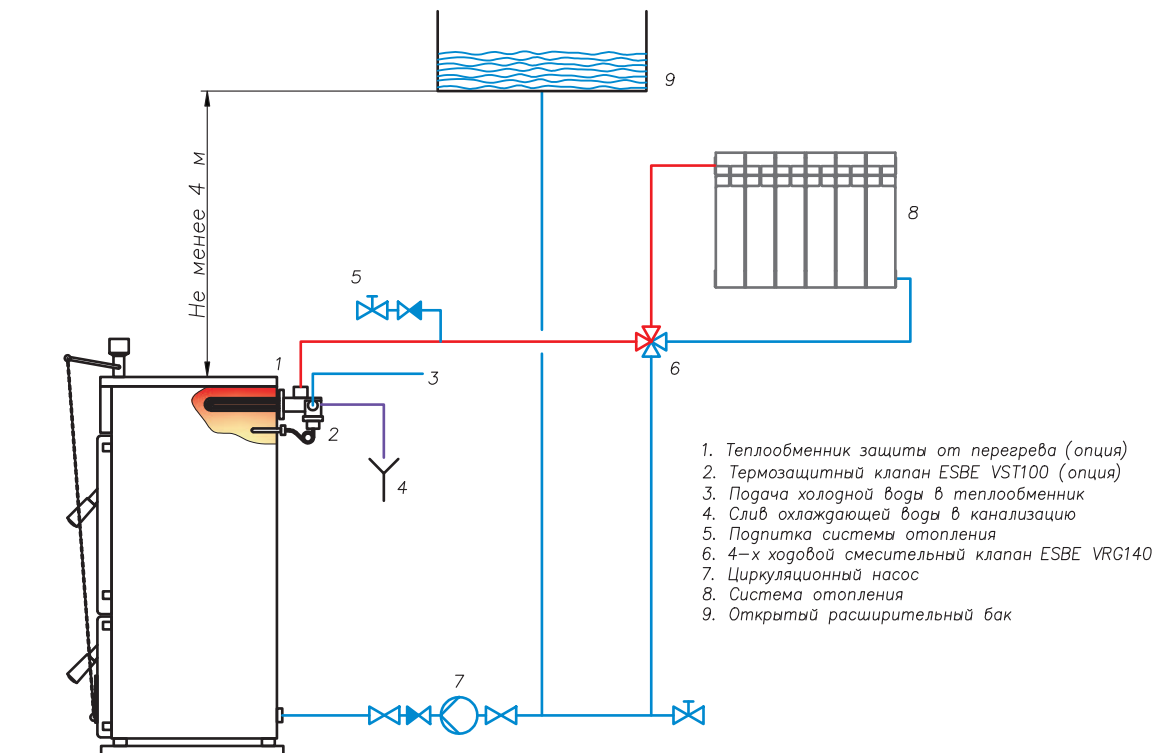 9
Не менее 4 м
8
5
6
1
3
2
4
7
1. Теплообменник защиты от перегрева (опция)
2. Термозащитный клапан ESBE VST100 (опция)
3. Подача холодной воды в теплообменник
4. Слив охлаждающей воды в канализацию
5. Подпитка системы отопления
6. 4-х ходовой смесительный клапан ESBE VRG140
7. Циркуляционный насос
8. Система отопления
9. Открытый расширительный бак